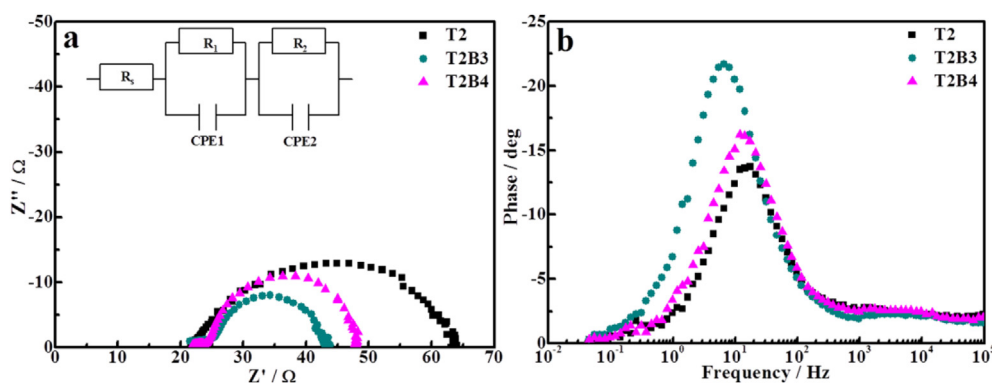 a
-50
-40
-30
-20
-10
0
Z'' / Ω
0 10 20 30 40 50 60 70
Z' / Ω
T2
T2B3
T2B4
Rs
R1
R2
CPE1
CPE2
b
-25
-20
-15
-10
-5
0
Phase / deg
10-2 10-1 100 101 102 103 104 105
Frequency / Hz
T2
T2B3
T2B4